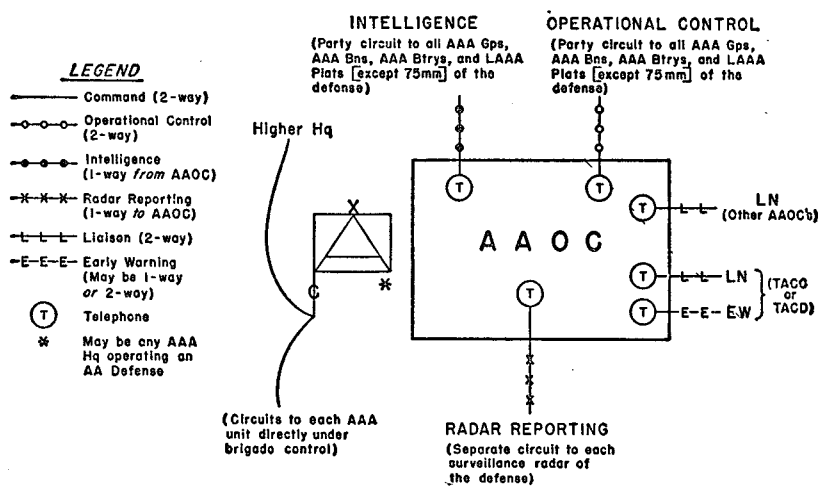 INTELLIGENCE
(Party circuit to all AAA Gps,
AAA Bns, AAA Btrys, and LAAA
Plats [except 75mm] of the
defense)
OPERATIONAL CONTROL
(Party circuit to all AAA Gps,
AAA Bns, AAA Btrys, and LAAA
Plats [except 75mm] of the
defense)
LEGEND
Command (2-way)
o-o-o Operational Control
(2-way)
Intelligence
(1-way from AAOC)
X-X-X Radar Reporting
(1-way to AAOC)
L-L-L Liaison (2-way)
E-E-E Early Warning
(May be 1-way
or 2-way)
T Telephone
* May be any AAA
Hq operating an
AA Defense
Higher Hq
X
*
C
(Circuits to each AAA
unit directly under
brigado control)
T
T
AAOC
T L L LN
(Other AAOC's)
T L L LN
T E-E-EW
(TACC
or
TACD)
T
X
X
X
RADAR REPORTING
(Separate circuit to each
surveillance radar of
the defense)